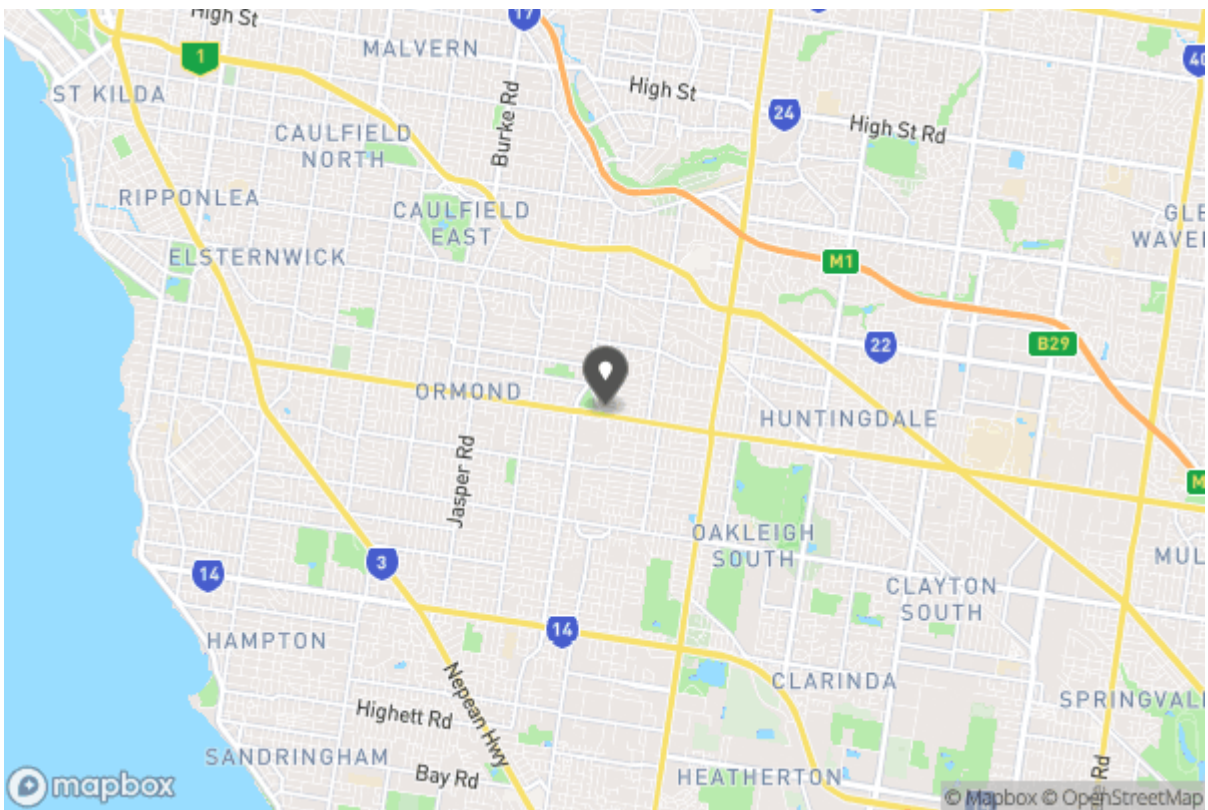 High St
17
MALVERN
1
40
ST KILDA
High St
24
High St Rd
CAULFIELD
NORTH
Burke Rd
RIPPONLEA
CAULFIELD
EAST
GLE
WAVER
ELSTERNWICK
M1
22
B29
ORMOND
HUNTINGDALE
Jasper Rd
M
OAKLEIGH
SOUTH
MUL
3
14
CLAYTON
SOUTH
14
HAMPTON
CLARINDA
Nepean Hwy
SPRINGVAL
Highett Rd
SANDRINGHAM
Bay Rd
HEATHERTON
e Rd
mapbox
© Mapbox © OpenStreetMap